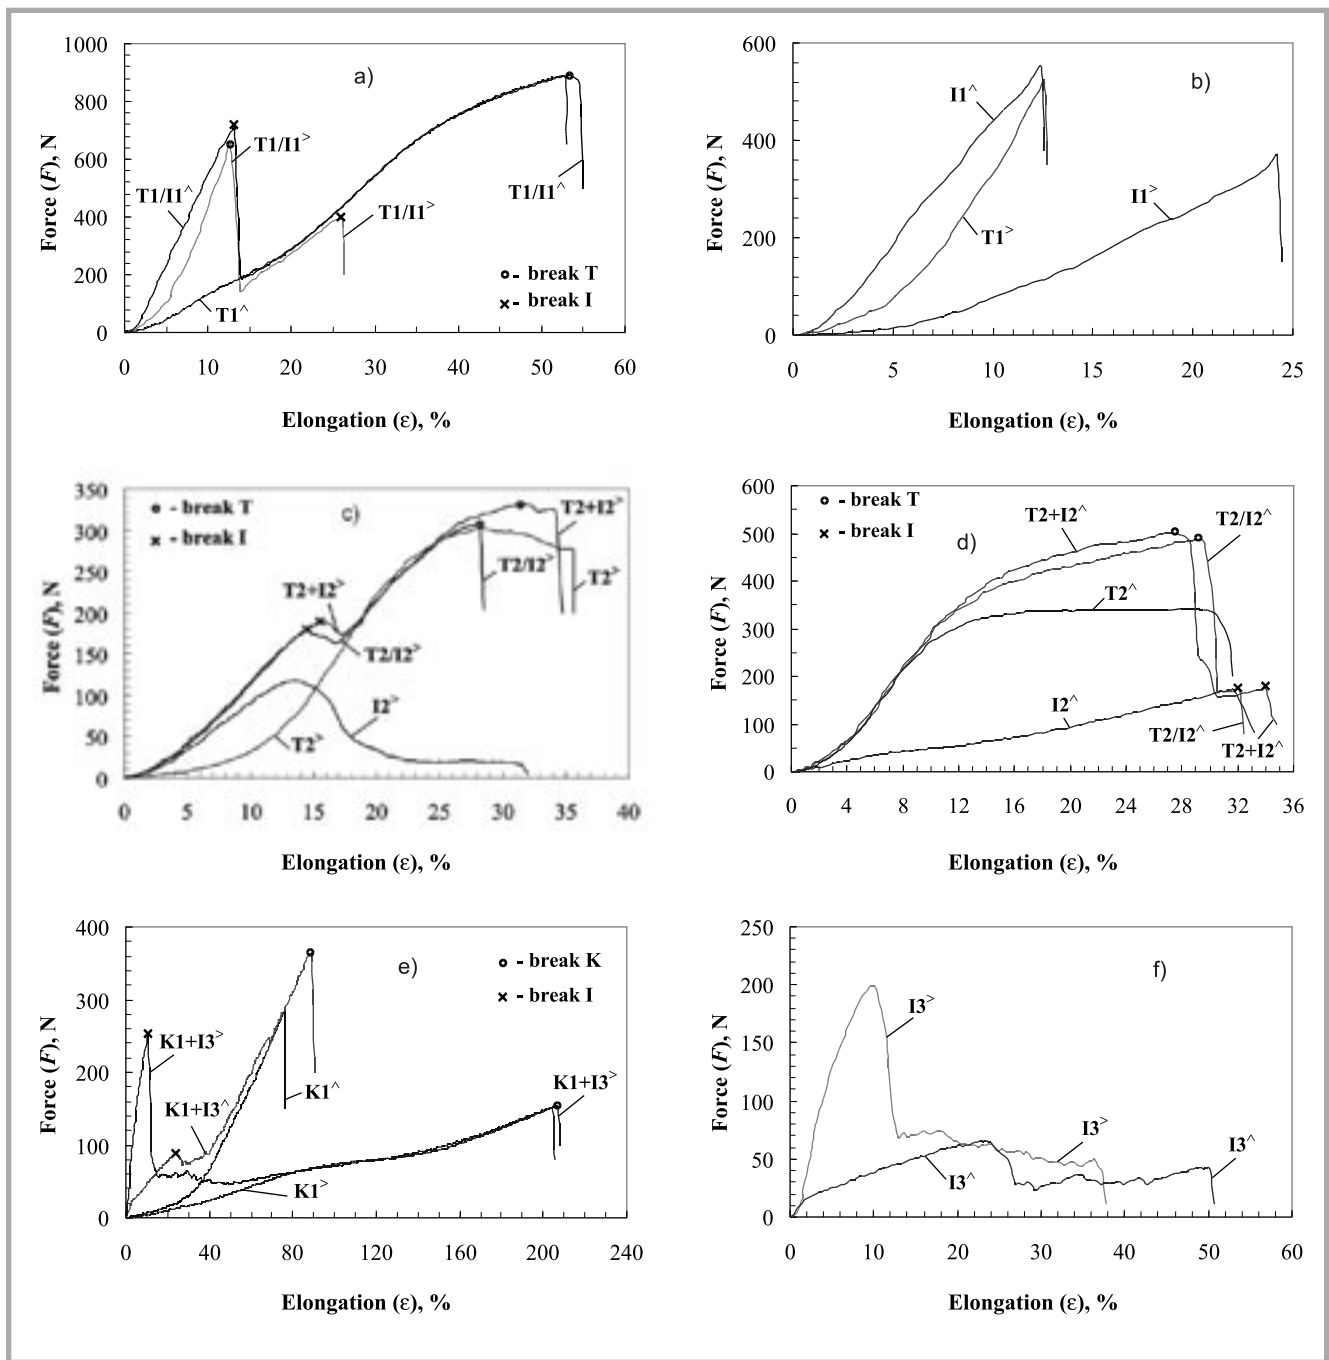 a)
Force (F), N
1000
800
600
400
200
0
0 10 20 30 40 50 60
Elongation (ε), %
T1/I1^
T1/I1>
T1/I1>
T1/I1^
T1^
o - break T
× - break I
b)
Force (F), N
600
400
200
0
0 5 10 15 20 25
Elongation (ε), %
I1^
T1>
I1>
c)
Force (F), N
350
300
250
200
150
100
50
0
0 5 10 15 20 25 30 35 40
Elongation (ε), %
• - break T
× - break I
T2+I2>
T2/I2>
T2>
T2+I2>
T2/I2>
I2>
T2>
d)
Force (F), N
600
500
400
300
200
100
0
0 4 8 12 16 20 24 28 32 36
Elongation (ε), %
o - break T
× - break I
T2+I2^
T2/I2^
T2^
I2^
T2/I2^
T2+I2^
e)
Force (F), N
400
300
200
100
0
0 40 80 120 160 200 240
Elongation (ε), %
o - break K
× - break I
K1+I3>
K1+I3^
K1^
K1+I3>
K1>
f)
Force (F), N
250
200
150
100
50
0
0 10 20 30 40 50 60
Elongation (ε), %
I3>
I3>
I3^
I3^